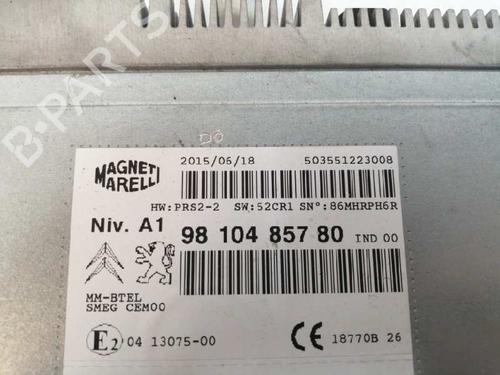 MAGNETI MARELLI
2015/06/18 503551223008
HW:PRS2-2 SW:52CR1 SN°:86MHRPH6R
Niv. A1 98 104 857 80 IND 00
MM-BTEL
SMEG CEM00
E2 04 13075-00 CE 18770B 26
B-PARTS